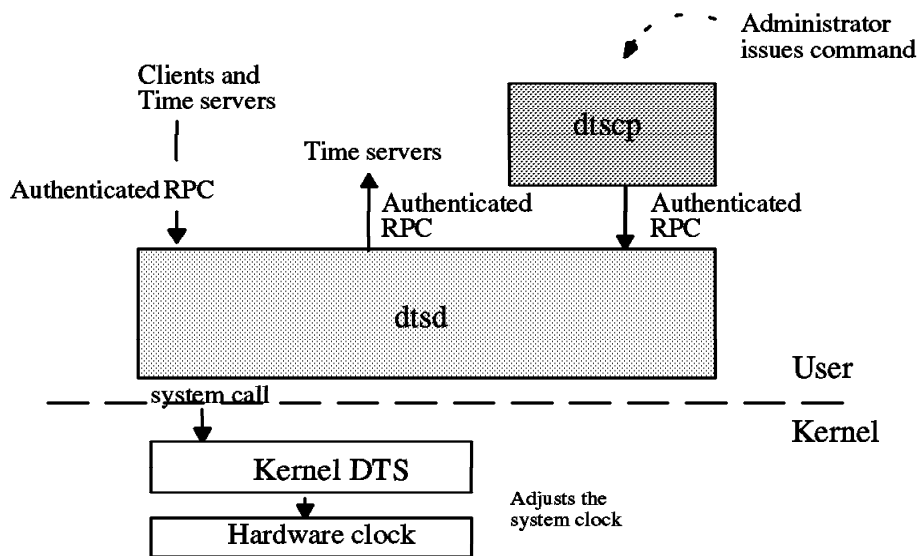 Administrator
issues command
Clients and
Time servers
dtscp
Time servers
Authenticated RPC
Authenticated
RPC
Authenticated
RPC
dtsd
User
system call
Kernel
Kernel DTS
Adjusts the
system clock
Hardware clock